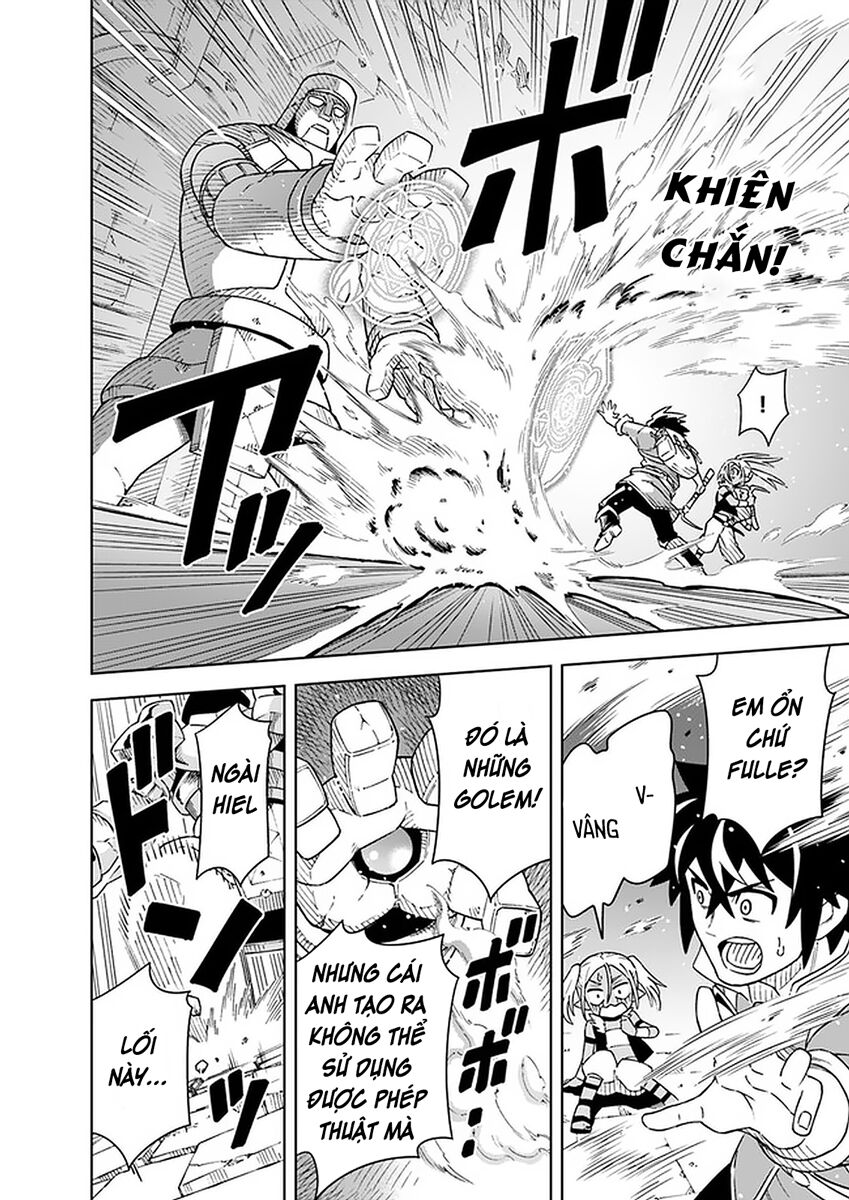 ボ
アッ
KHIÊN
CHẮN!
!
EM ỔN
CHỨ
FULLE?
V-
VÂNG
ĐÓ LÀ
NHỮNG
GOLEM!
NHƯNG CÁI
ANH TẠO RA
KHÔNG THỂ
SỬ DỤNG
ĐƯỢC PHÉP
THUẬT MÀ
ボボボ…
NGÀI
HIEL
ドシン
LỐI
NÀY...